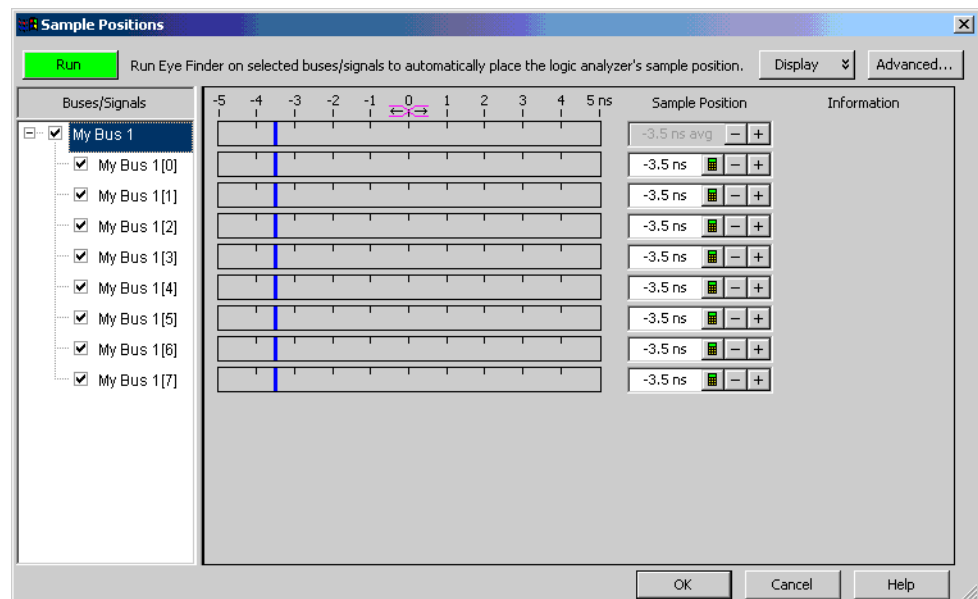 Sample Positions
Run Run Eye Finder on selected buses/signals to automatically place the logic analyzer's sample position. Display Advanced...
Buses/Signals -5 -4 -3 -2 -1 0 1 2 3 4 5 ns Sample Position Information
My Bus 1 -3.5 ns avg - +
My Bus 1[0] -3.5 ns - +
My Bus 1[1] -3.5 ns - +
My Bus 1[2] -3.5 ns - +
My Bus 1[3] -3.5 ns - +
My Bus 1[4] -3.5 ns - +
My Bus 1[5] -3.5 ns - +
My Bus 1[6] -3.5 ns - +
My Bus 1[7] -3.5 ns - +
OK Cancel Help